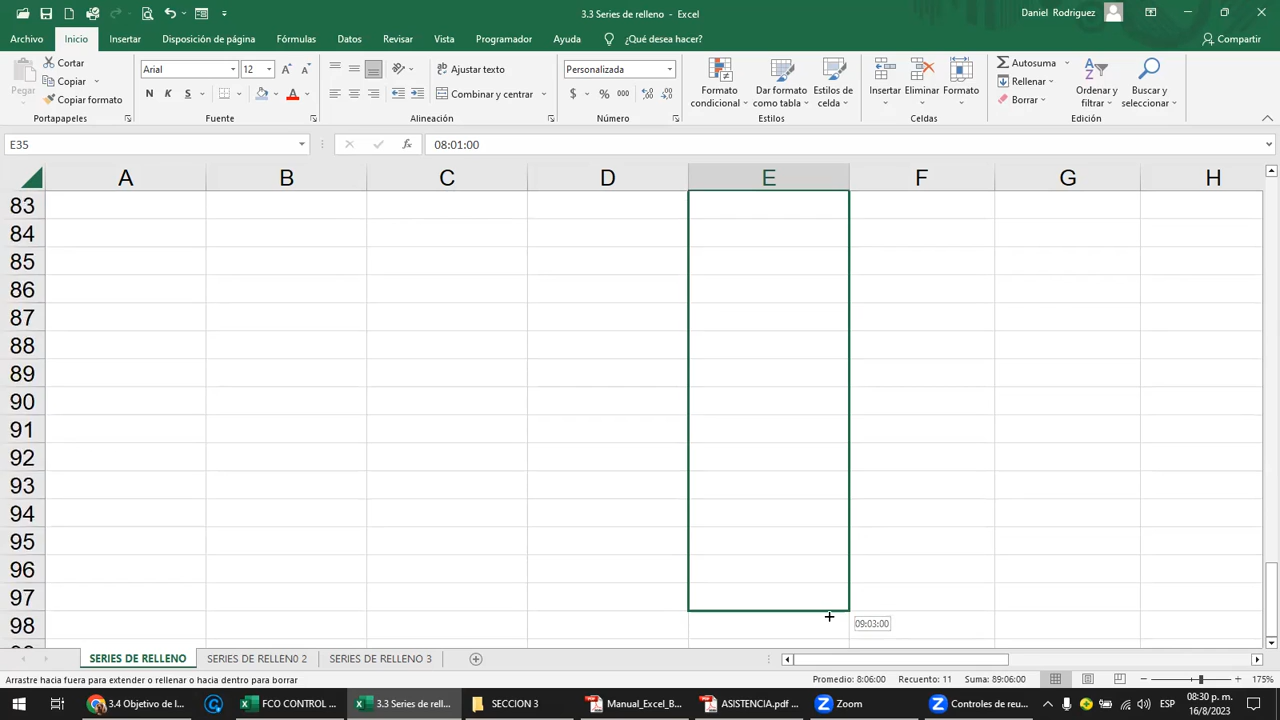 3.3 Series de relleno - Excel
Daniel Rodriguez
Archivo Inicio Insertar Disposición de página Fórmulas Datos Revisar Vista Programador Ayuda ¿Qué desea hacer? Compartir
Pegar
Cortar
Copiar
Copiar formato
Portapapeles
Arial 12
N K S A
Fuente
Ajustar texto
Combinar y centrar
Alineación
Personalizada
$ % 000
Número
Formato condicional
Dar formato como tabla
Estilos de celda
Estilos
Insertar Eliminar Formato
Celdas
Autosuma
Rellenar
Borrar
Ordenar y filtrar
Buscar y seleccionar
Edición
E35 fx 08:01:00
A B C D E F G H
83
84
85
86
87
88
89
90
91
92
93
94
95
96
97
98
09:03:00
SERIES DE RELLENO SERIES DE RELLEN0 2 SERIES DE RELLENO 3
Arrastre hacia fuera para extender o rellenar o hacia dentro para borrar Promedio: 8:06:00 Recuento: 11 Suma: 89:06:00 175%
3.4 Objetivo de l... FCO CONTROL ... 3.3 Series de rell... SECCION 3 Manual_Excel_B... ASISTENCIA.pdf ... Zoom Controles de reu... ESP 08:30 p. m.
16/8/2023